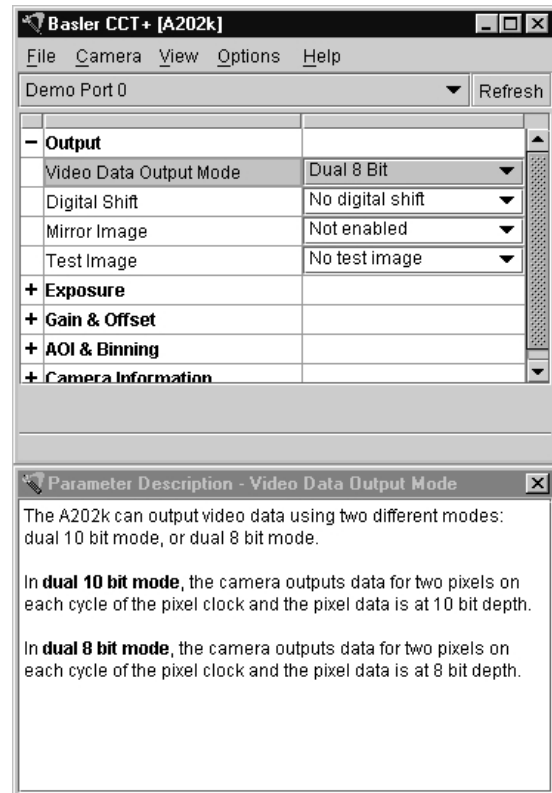 Basler CCT+ [A202k]
File Camera View Options Help
Demo Port 0 Refresh
Output
Video Data Output Mode Dual 8 Bit
Digital Shift No digital shift
Mirror Image Not enabled
Test Image No test image
+ Exposure
+ Gain & Offset
+ AOI & Binning
+ Camera Information
Parameter Description - Video Data Output Mode
The A202k can output video data using two different modes:
dual 10 bit mode, or dual 8 bit mode.
In dual 10 bit mode, the camera outputs data for two pixels on
each cycle of the pixel clock and the pixel data is at 10 bit depth.
In dual 8 bit mode, the camera outputs data for two pixels on
each cycle of the pixel clock and the pixel data is at 8 bit depth.